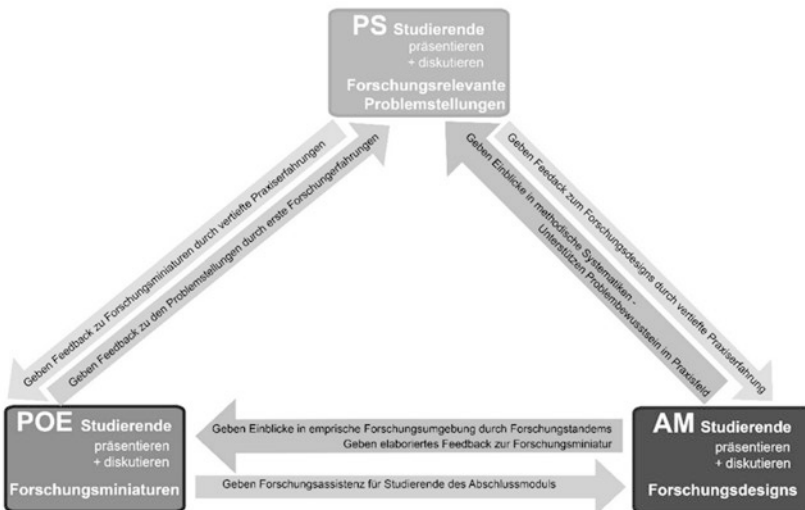 PS Studierende
präsentieren
+ diskutieren
Forschungsrelevante
Problemstellungen
Geben Feedback zu Forschungsminiaturen durch vertiefte Praxiserfahrungen
Geben Feedback zu den Problemstellungen durch erste Forschungerfahrungen
Geben Feedack zum Forschungsdesigns durch vertiefte Praxiserfahrung
Geben Einblicke in methodische Systematiken -
Unterstützen Problembewusstsein im Praxisfeld
POE Studierende
präsentieren
+ diskutieren
Forschungsminiaturen
Geben Einblicke in emprische Forschungsumgebung durch Forschungstandems
Geben elaboriertes Feedback zur Forschungsminiatur
Geben Forschungsassistenz für Studierende des Abschlussmoduls
AM Studierende
präsentieren
+ diskutieren
Forschungsdesigns